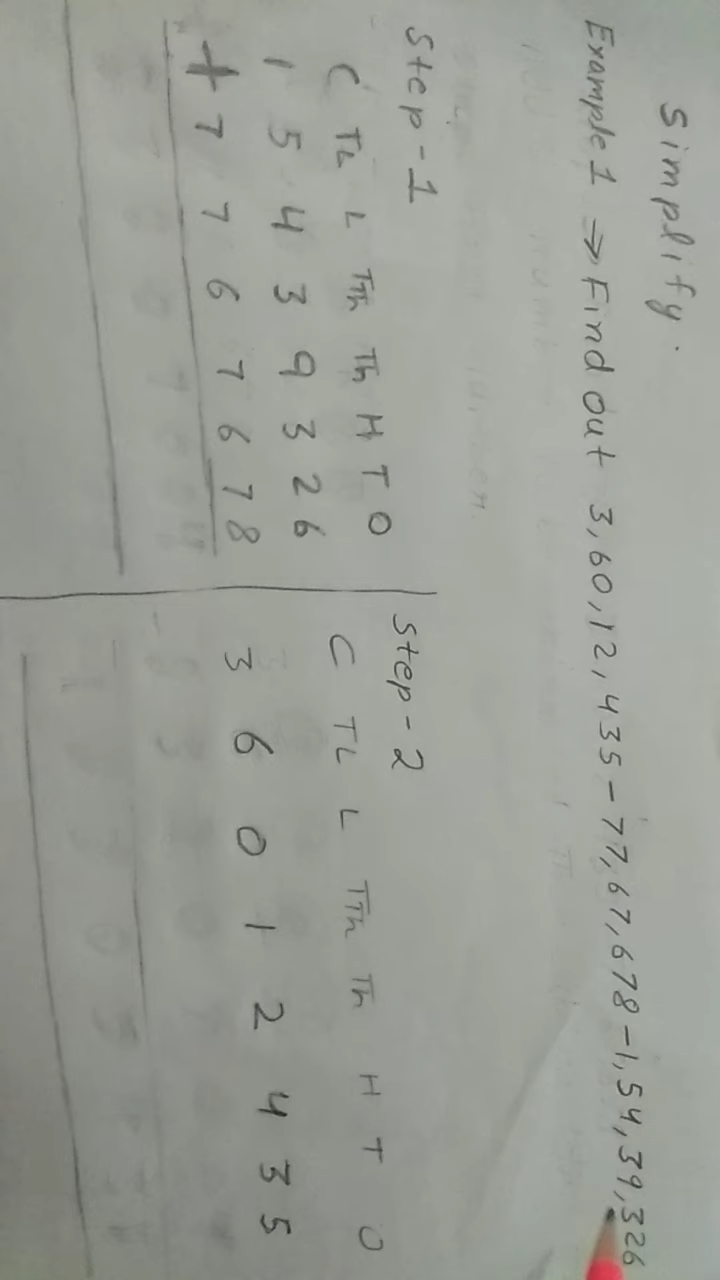 Simplify.
Example 1 ⇒ Find out 3,60,12,435 - 77,67,678 - 1,54,39,326
Step-1
C TL L TTh Th H T O
1 5 4 3 9 3 2 6
+ 7 7 6 7 6 7 8
Step-2
C TL L TTh Th H T O
3 6 0 1 2 4 3 5